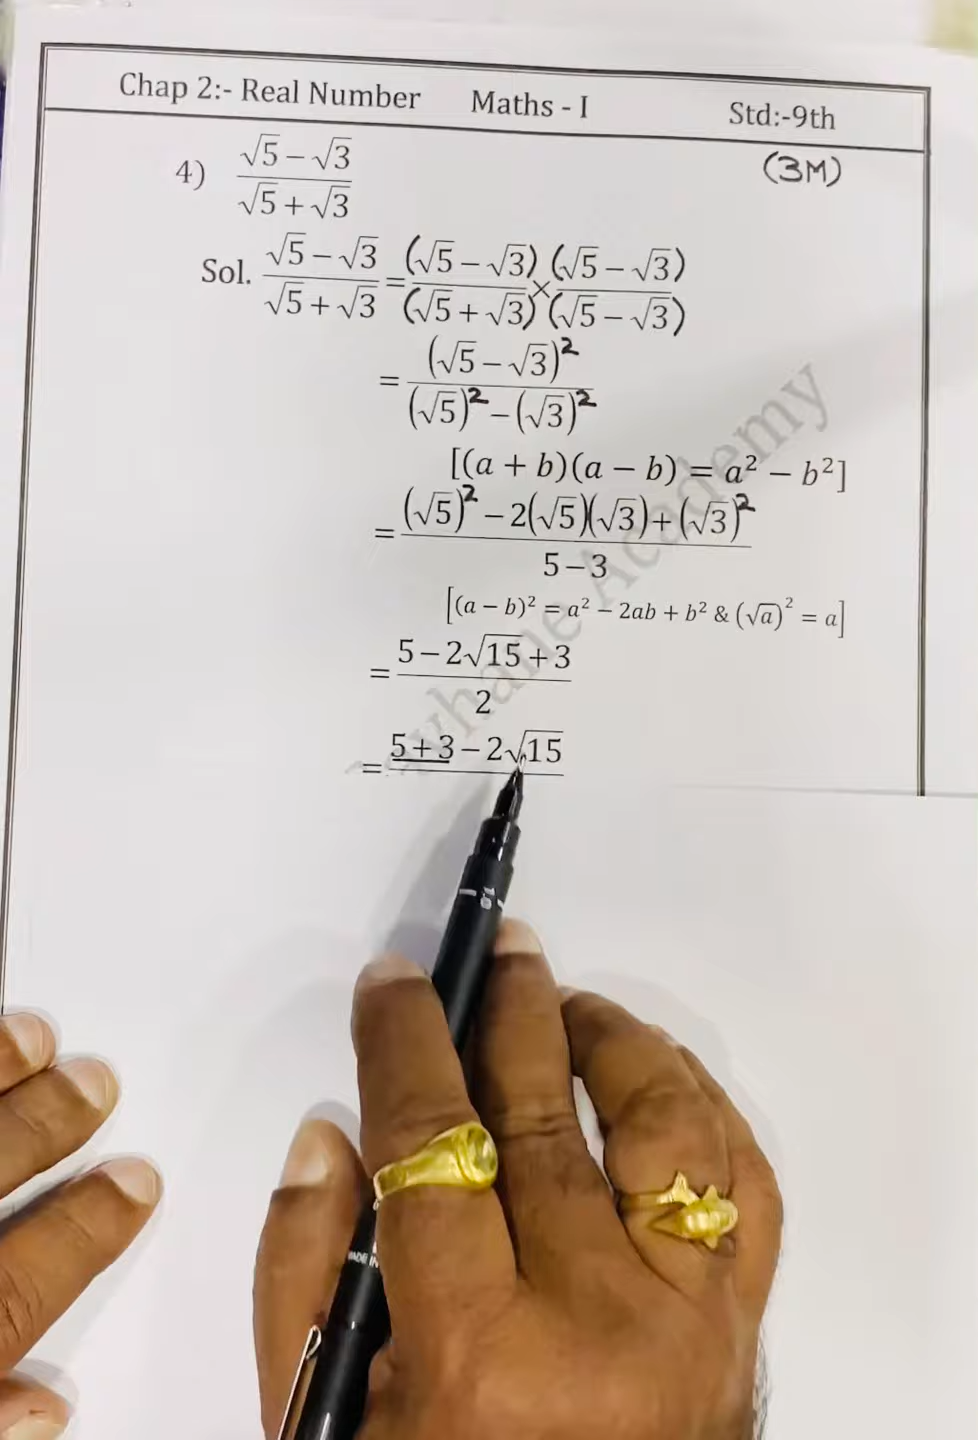 Chap 2:- Real Number Maths - I Std:-9th
4) (√5 − √3)/(√5 + √3) (3M)
Sol. (√5 − √3)/(√5 + √3) = (√5 − √3)/(√5 + √3) × (√5 − √3)/(√5 − √3)
= (√5 − √3)²/((√5)² − (√3)²)
[(a + b)(a − b) = a² − b²]
= ((√5)² − 2(√5)(√3) + (√3)²)/(5 − 3)
[(a − b)² = a² − 2ab + b² & (√a)² = a]
= (5 − 2√15 + 3)/2
= 5 + 3 − 2√15
Academy